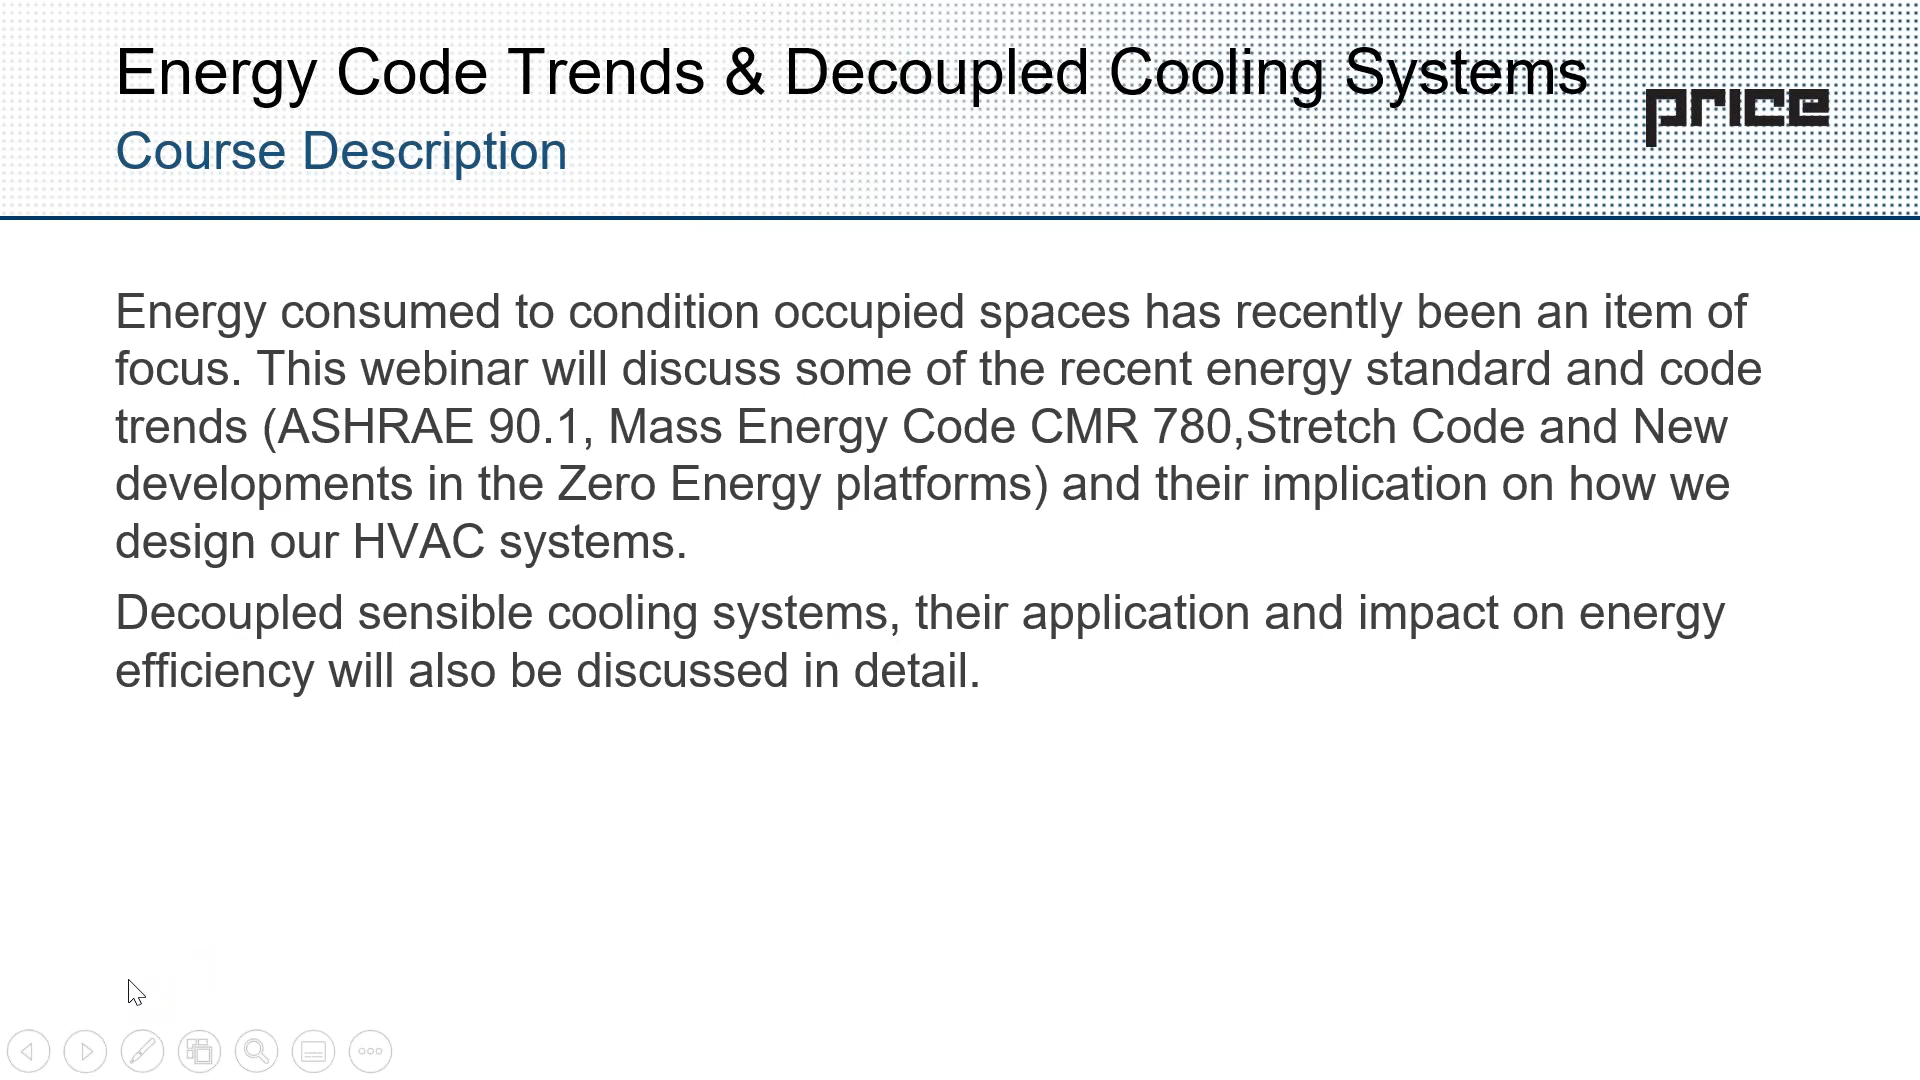 Energy Code Trends & Decoupled Cooling Systems
price
Course Description
Energy consumed to condition occupied spaces has recently been an item of
focus. This webinar will discuss some of the recent energy standard and code
trends (ASHRAE 90.1, Mass Energy Code CMR 780,Stretch Code and New
developments in the Zero Energy platforms) and their implication on how we
design our HVAC systems.
Decoupled sensible cooling systems, their application and impact on energy
efficiency will also be discussed in detail.